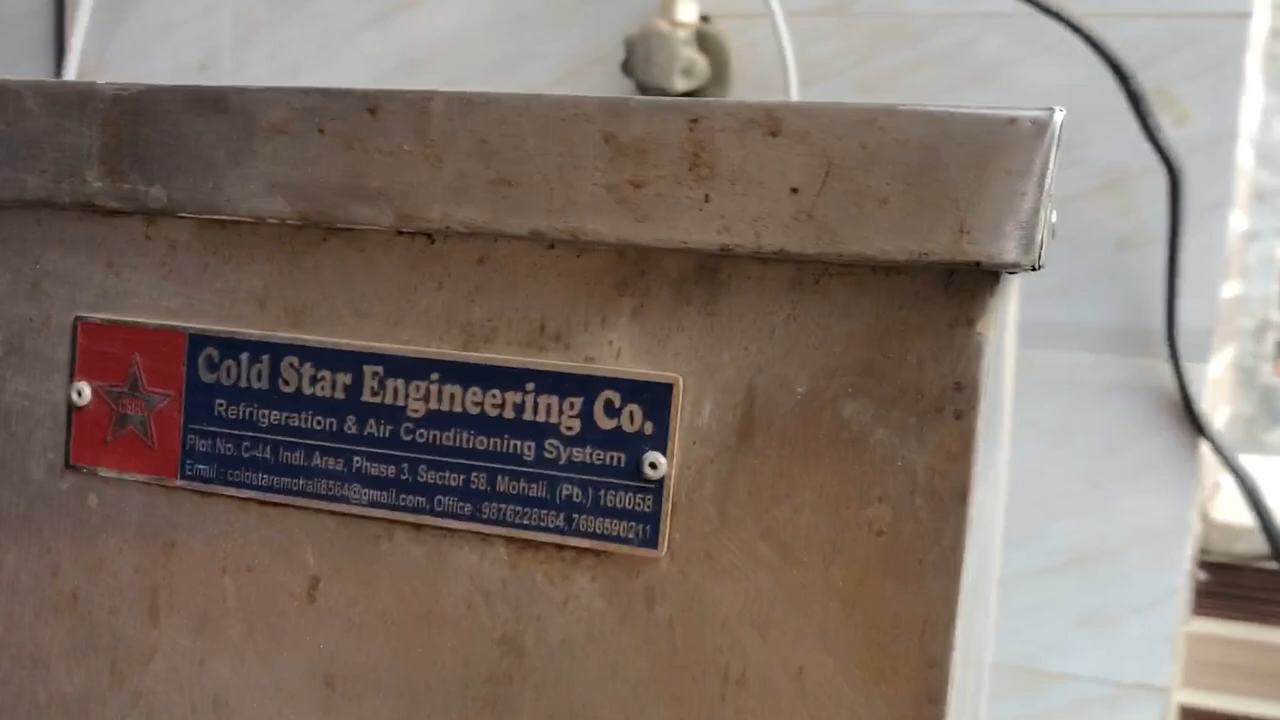 Cold Star Engineering Co.
Refrigeration & Air Conditioning System
Plot No. C-44, Indl. Area, Phase 3, Sector 58, Mohali, (Pb.) 160058
Email : coldstaremohali8564@gmail.com, Office : 9876228564, 7696590211